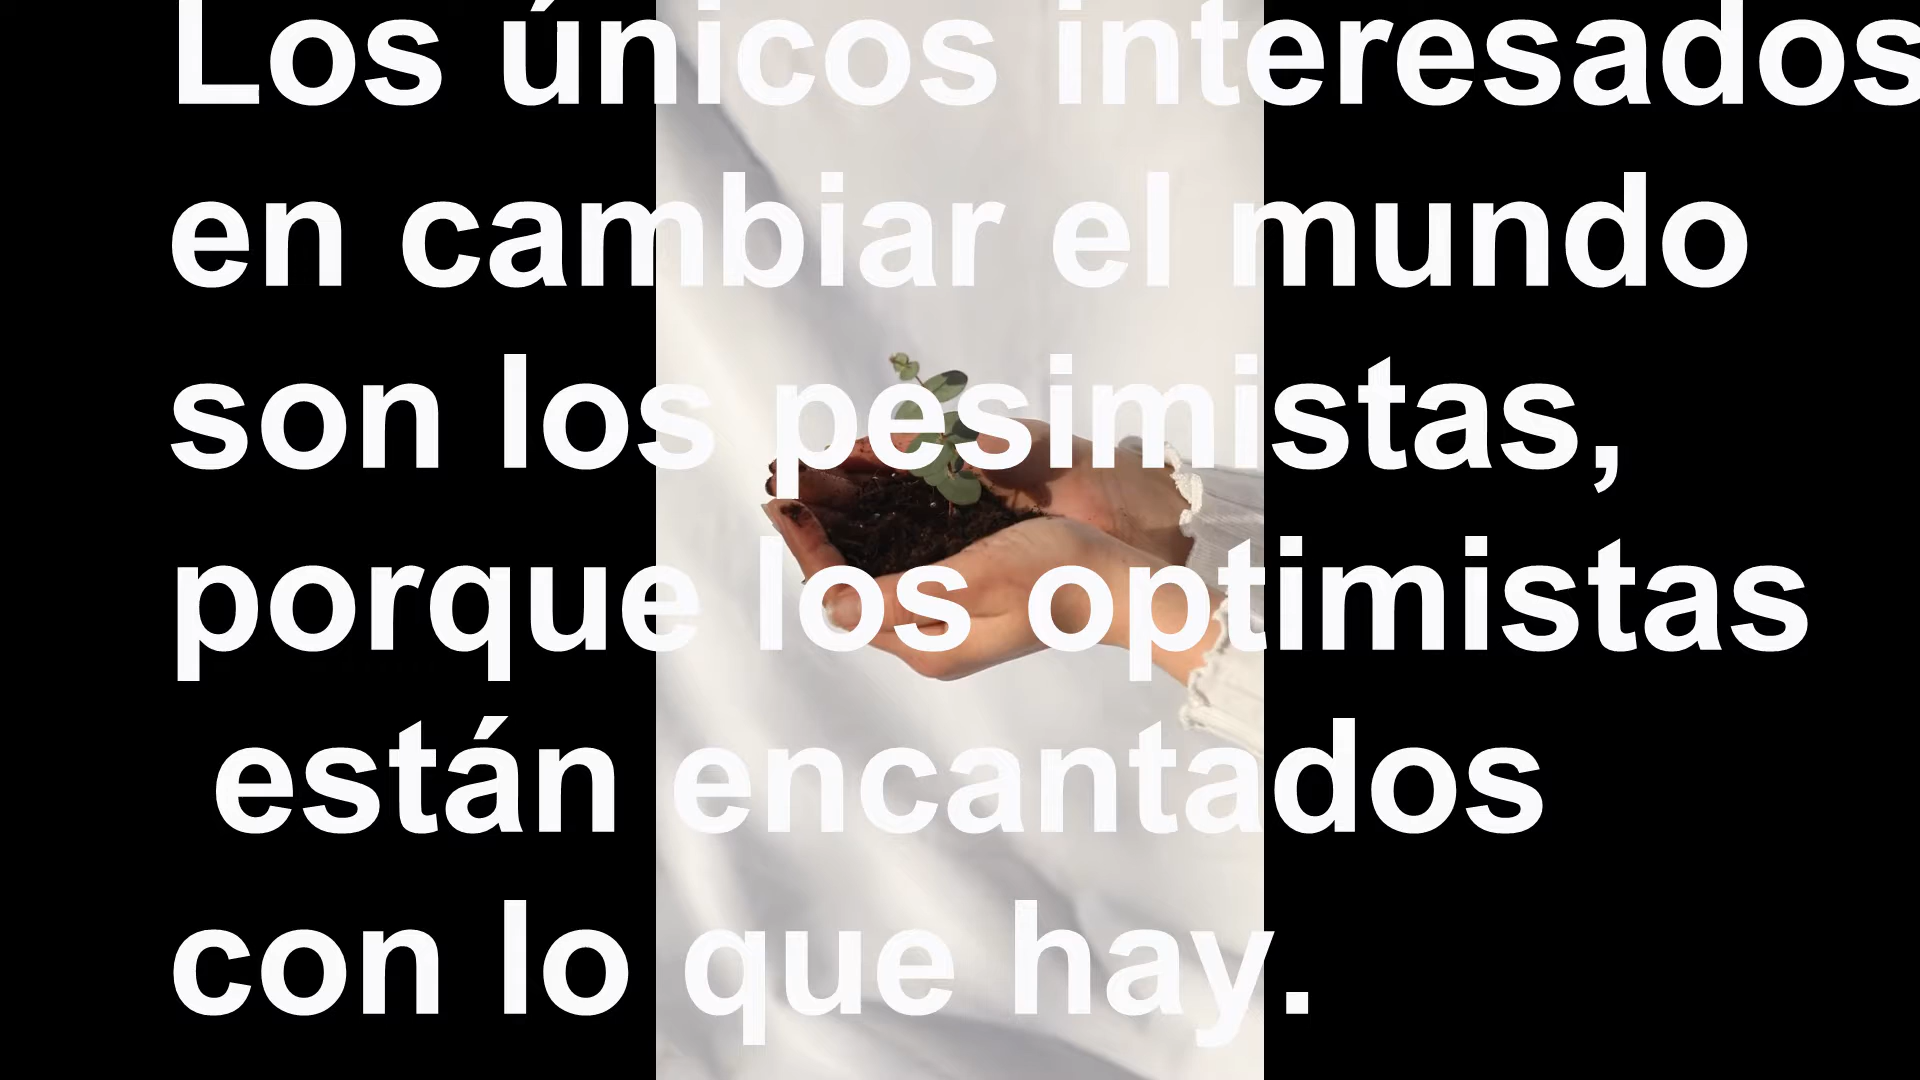 Los únicos interesados
en cambiar el mundo
son los pesimistas,
porque los optimistas
están encantados
con lo que hay.